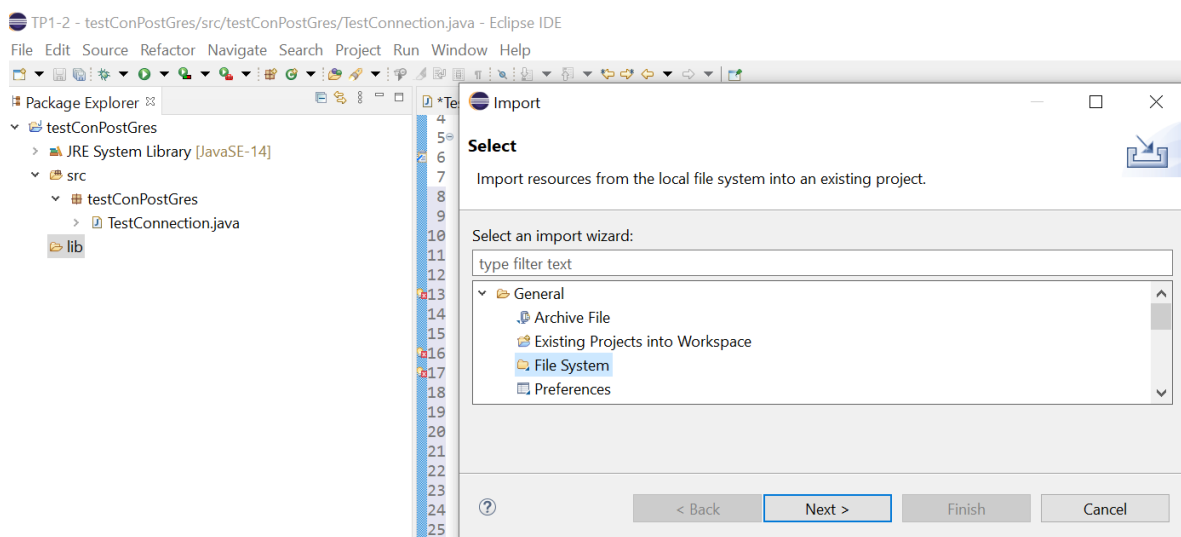 TP1-2 - testConPostGres/src/testConPostGres/TestConnection.java - Eclipse IDE
File Edit Source Refactor Navigate Search Project Run Window Help
Package Explorer
testConPostGres
JRE System Library [JavaSE-14]
src
testConPostGres
TestConnection.java
lib
*Te
4
5
6
7
8
9
10
11
12
13
14
15
16
17
18
19
20
21
22
23
24
25
Import
Select
Import resources from the local file system into an existing project.
Select an import wizard:
type filter text
General
Archive File
Existing Projects into Workspace
File System
Preferences
? < Back Next > Finish Cancel